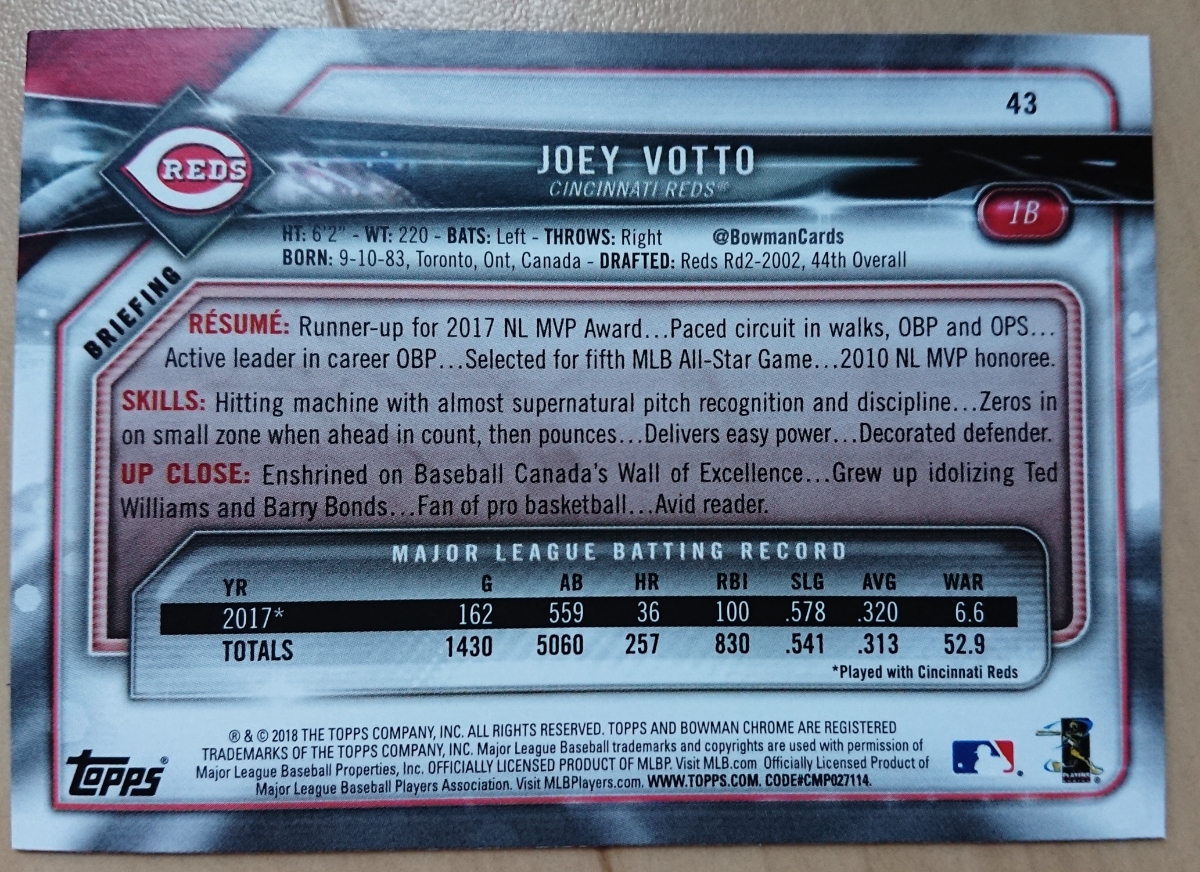 43
REDS
JOEY VOTTO
CINCINNATI REDS®
1B
HT: 6'2" - WT: 220 - BATS: Left - THROWS: Right @BowmanCards
BORN: 9-10-83, Toronto, Ont, Canada - DRAFTED: Reds Rd2-2002, 44th Overall
BRIEFING
RÉSUMÉ: Runner-up for 2017 NL MVP Award...Paced circuit in walks, OBP and OPS...
Active leader in career OBP...Selected for fifth MLB All-Star Game...2010 NL MVP honoree.
SKILLS: Hitting machine with almost supernatural pitch recognition and discipline...Zeros in
on small zone when ahead in count, then pounces...Delivers easy power...Decorated defender.
UP CLOSE: Enshrined on Baseball Canada's Wall of Excellence...Grew up idolizing Ted
Williams and Barry Bonds...Fan of pro basketball...Avid reader.
MAJOR LEAGUE BATTING RECORD
YR G AB HR RBI SLG AVG WAR
2017* 162 559 36 100 .578 .320 6.6
TOTALS 1430 5060 257 830 .541 .313 52.9
*Played with Cincinnati Reds
® & © 2018 THE TOPPS COMPANY, INC. ALL RIGHTS RESERVED. TOPPS AND BOWMAN CHROME ARE REGISTERED
TRADEMARKS OF THE TOPPS COMPANY, INC. Major League Baseball trademarks and copyrights are used with permission of
Major League Baseball Properties, Inc. OFFICIALLY LICENSED PRODUCT OF MLBP. Visit MLB.com Officially Licensed Product of
Major League Baseball Players Association. Visit MLBPlayers.com. WWW.TOPPS.COM. CODE#CMP027114.
topps®
PLAYERS